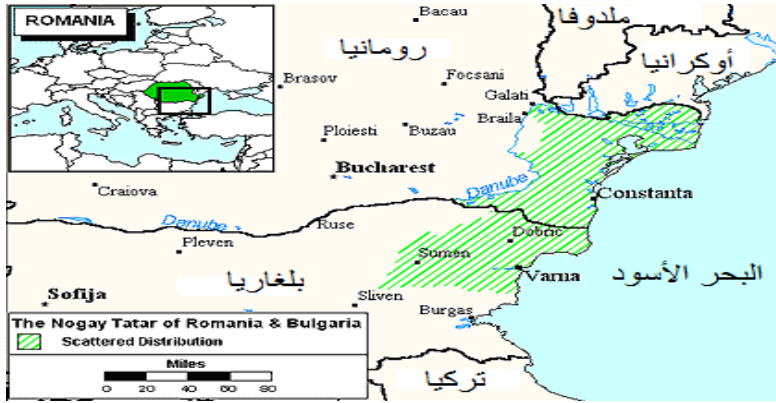 ROMANIA
Bacau
ملدوفا
رومانيا
أوكرانيا
Brasov
Focsani
Galati
Braila
Ploiesti
Buzau
Bucharest
Craiova
Danube
Constanta
Danube
Ruse
Dobric
Pleven
Somen
البحر الأسود
Varna
بلغاريا
Sofija
Sliven
Burgas
The Nogay Tatar of Romania & Bulgaria
Scattered Distribution
Miles
0 20 40 60 80
تركيا